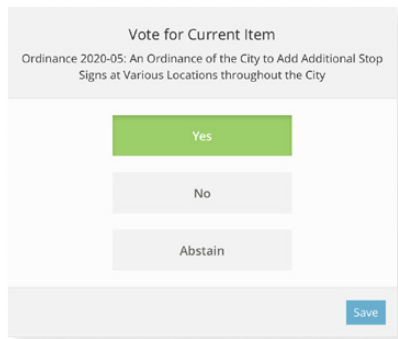 Vote for Current Item
Ordinance 2020-05: An Ordinance of the City to Add Additional Stop
Signs at Various Locations throughout the City
Yes
No
Abstain
Save